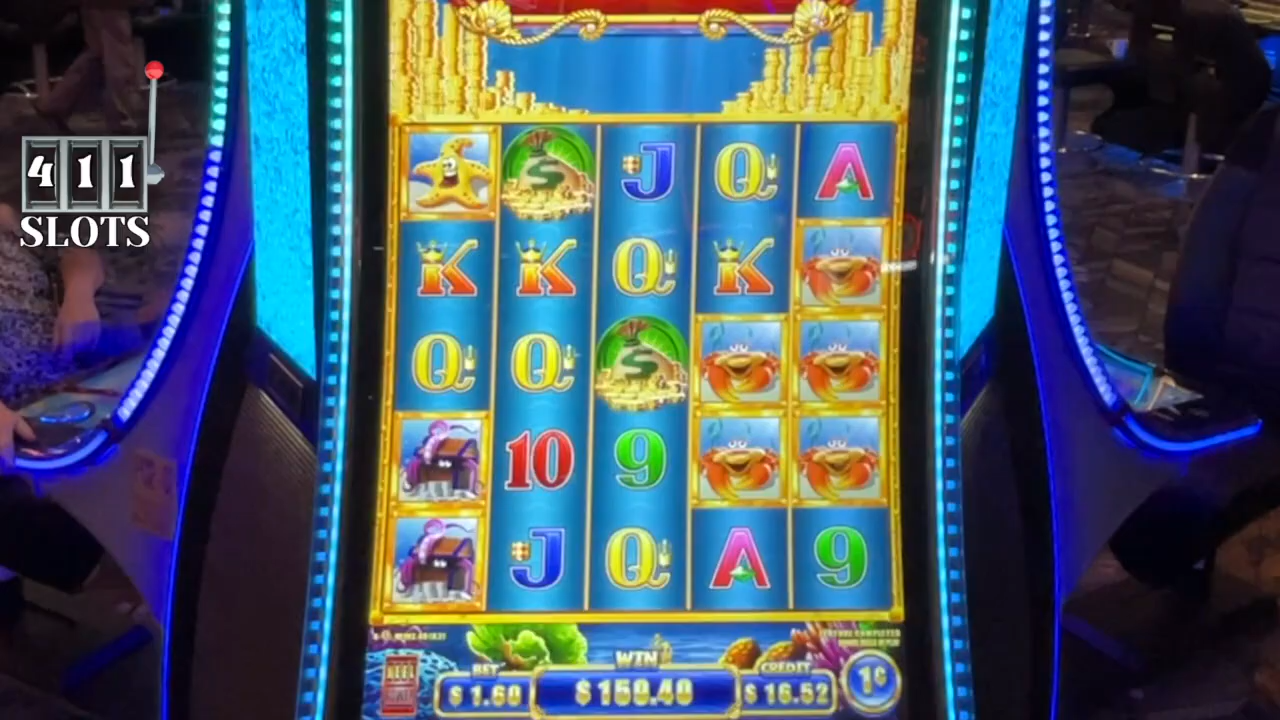 411
SLOTS
J Q A
K K Q K
Q Q
10 9
J Q A 9
BET WIN CREDIT
$1.60 $159.40 $16.52 1¢